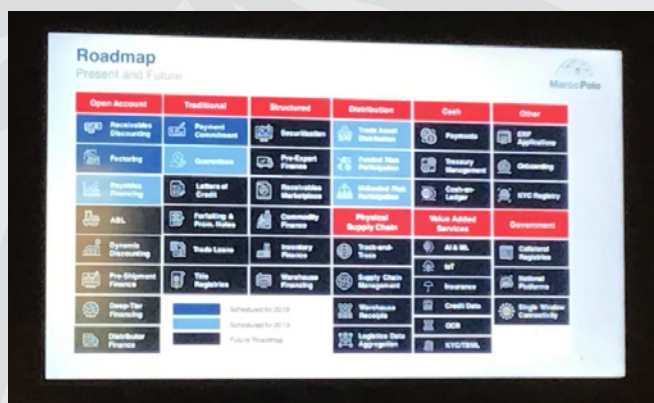 Roadmap
Present and Future
MarcoPolo
Open Account
Traditional
Structured
Distribution
Cash
Other
Receivables
Discounting
Payment
Commitment
Securitisation
Trade Asset
Distribution
Payments
ERP
Applications
Factoring
Guarantees
Pre-Export
Finance
Funded Risk
Participation
Treasury
Management
Onboarding
Payables
Financing
Letters of
Credit
Receivables
Marketplace
Unfunded Risk
Participation
Cash-on-
Ledger
KYC Registry
ABL
Forfaiting &
Prom. Notes
Commodity
Finance
Physical
Supply Chain
Value Added
Services
Government
Dynamic
Discounting
Trade Loans
Inventory
Finance
Track-and-
Trace
AI & ML
IoT
Collateral
Registries
Pre-Shipment
Finance
Title
Registries
Warehouse
Financing
Supply Chain
Management
Insurance
National
Platforms
Deep-Tier
Financing
Scheduled for 2018
Scheduled for 2019
Warehouse
Receipts
Credit Data
OCR
Single Window
Connectivity
Distributor
Finance
Future Roadmap
Logistics Data
Aggregation
KYC/TBML